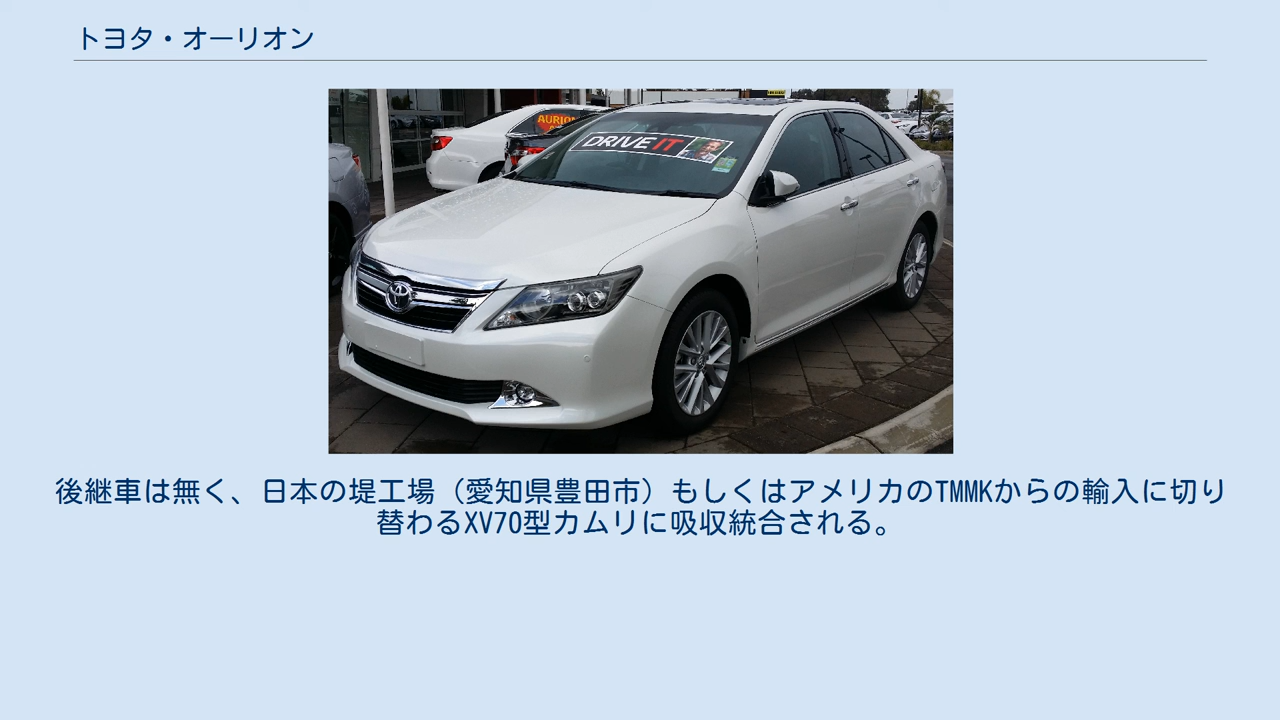 トヨタ・オーリオン
AURION
DRIVE IT
後継車は無く、日本の堤工場（愛知県豊田市）もしくはアメリカのTMMKからの輸入に切り
替わるXV70型カムリに吸収統合される。